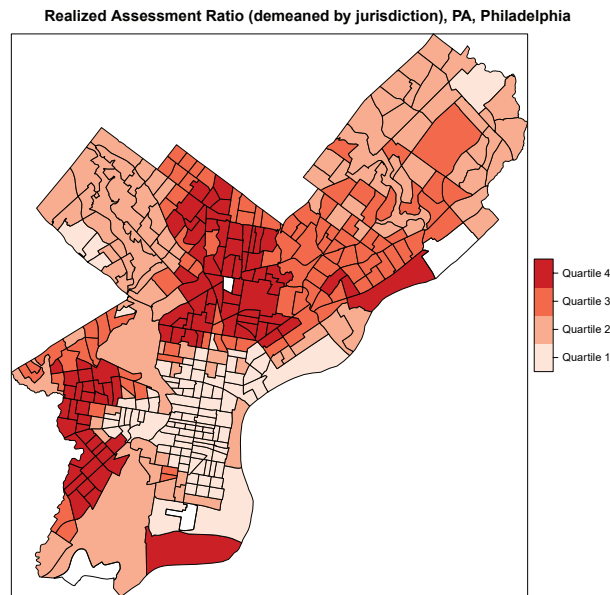 Realized Assessment Ratio (demeaned by jurisdiction), PA, Philadelphia
Quartile 4
Quartile 3
Quartile 2
Quartile 1